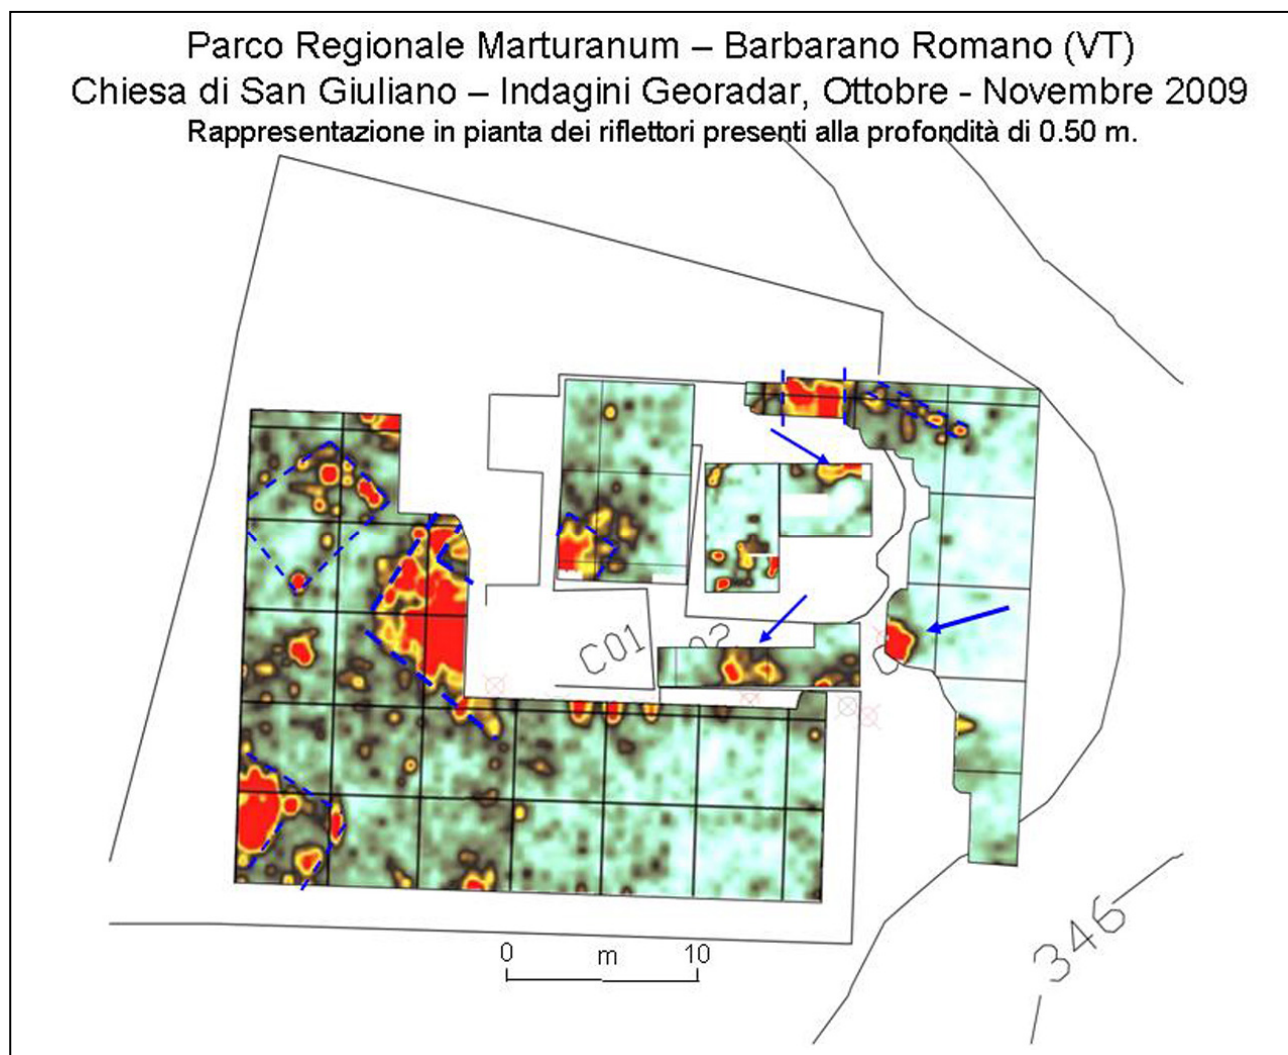 Parco Regionale Marturanum – Barbarano Romano (VT)
Chiesa di San Giuliano – Indagini Georadar, Ottobre - Novembre 2009
Rappresentazione in pianta dei riflettori presenti alla profondità di 0.50 m.
C01
346
0 m 10